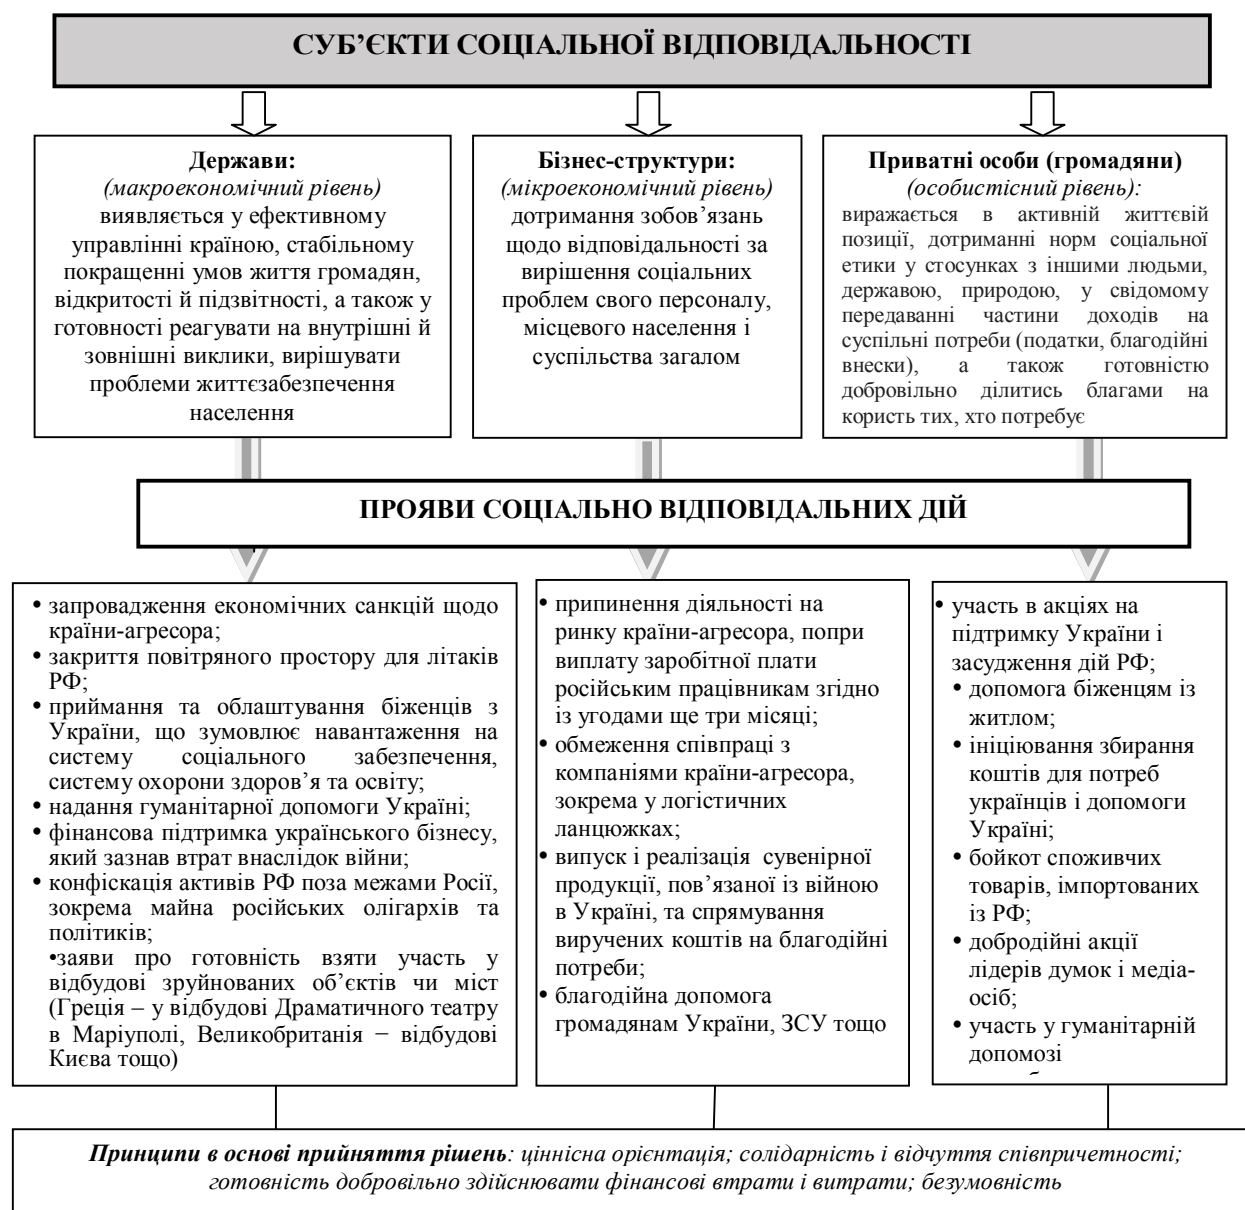 СУБ’ЄКТИ СОЦІАЛЬНОЇ ВІДПОВІДАЛЬНОСТІ
Держави:
(макроекономічний рівень)
виявляється у ефективному
управлінні країною, стабільному
покращенні умов життя громадян,
відкритості й підзвітності, а також у
готовності реагувати на внутрішні й
зовнішні виклики, вирішувати
проблеми життєзабезпечення
населення
Бізнес-структури:
(мікроекономічний рівень)
дотримання зобов’язань
щодо відповідальності за
вирішення соціальних
проблем свого персоналу,
місцевого населення і
суспільства загалом
Приватні особи (громадяни)
(особистісний рівень):
виражається в активній життєвій
позиції, дотриманні норм соціальної
етики у стосунках з іншими людьми,
державою, природою, у свідомому
передаванні частини доходів на
суспільні потреби (податки, благодійні
внески), а також готовністю
добровільно ділитись благами на
користь тих, хто потребує
ПРОЯВИ СОЦІАЛЬНО ВІДПОВІДАЛЬНИХ ДІЙ
• запровадження економічних санкцій щодо
країни-агресора;
• закриття повітряного простору для літаків
РФ;
• приймання та облаштування біженців з
України, що зумовлює навантаження на
систему соціального забезпечення,
систему охорони здоров’я та освіту;
• надання гуманітарної допомоги Україні;
• фінансова підтримка українського бізнесу,
який зазнав втрат внаслідок війни;
• конфіскація активів РФ поза межами Росії,
зокрема майна російських олігархів та
політиків;
•заяви про готовність взяти участь у
відбудові зруйнованих об’єктів чи міст
(Греція – у відбудові Драматичного театру
в Маріуполі, Великобританія − відбудові
Києва тощо)
• припинення діяльності на
ринку країни-агресора, попри
виплату заробітної плати
російським працівникам згідно
із угодами ще три місяці;
• обмеження співпраці з
компаніями країни-агресора,
зокрема у логістичних
ланцюжках;
• випуск і реалізація сувенірної
продукції, пов’язаної із війною
в Україні, та спрямування
виручених коштів на благодійні
потреби;
• благодійна допомога
громадянам України, ЗСУ тощо
• участь в акціях на
підтримку України і
засудження дій РФ;
• допомога біженцям із
житлом;
• ініціювання збирання
коштів для потреб
українців і допомоги
Україні;
• бойкот споживчих
товарів, імпортованих
із РФ;
• добродійні акції
лідерів думок і медіа-
осіб;
• участь у гуманітарній
допомозі
Принципи в основі прийняття рішень: ціннісна орієнтація; солідарність і відчуття співпричетності;
готовність добровільно здійснювати фінансові втрати і витрати; безумовність